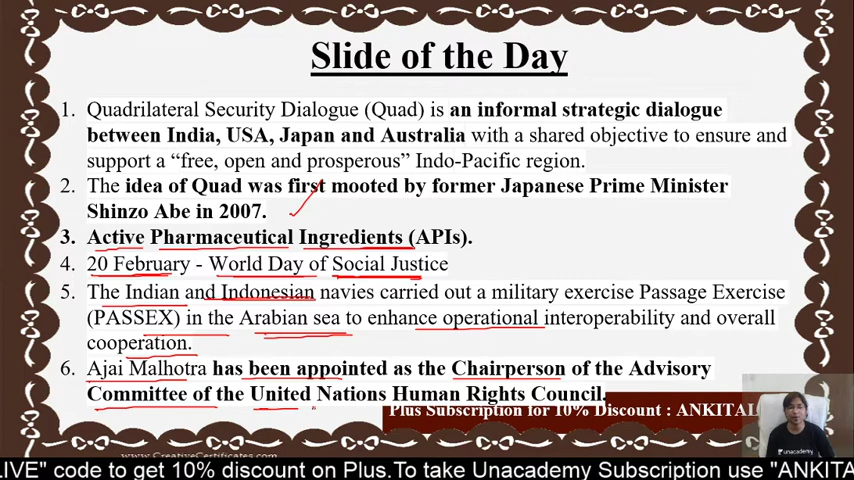 Slide of the Day
1. Quadrilateral Security Dialogue (Quad) is an informal strategic dialogue
between India, USA, Japan and Australia with a shared objective to ensure and
support a “free, open and prosperous” Indo-Pacific region.
2. The idea of Quad was first mooted by former Japanese Prime Minister
Shinzo Abe in 2007.
3. Active Pharmaceutical Ingredients (APIs).
4. 20 February - World Day of Social Justice
5. The Indian and Indonesian navies carried out a military exercise Passage Exercise
(PASSEX) in the Arabian sea to enhance operational interoperability and overall
cooperation.
6. Ajai Malhotra has been appointed as the Chairperson of the Advisory
Committee of the United Nations Human Rights Council.
Plus Subscription for 10% Discount : ANKITAL
unacademy
www.CreativeCertificates.com
LIVE" code to get 10% discount on Plus.To take Unacademy Subscription use "ANKITA